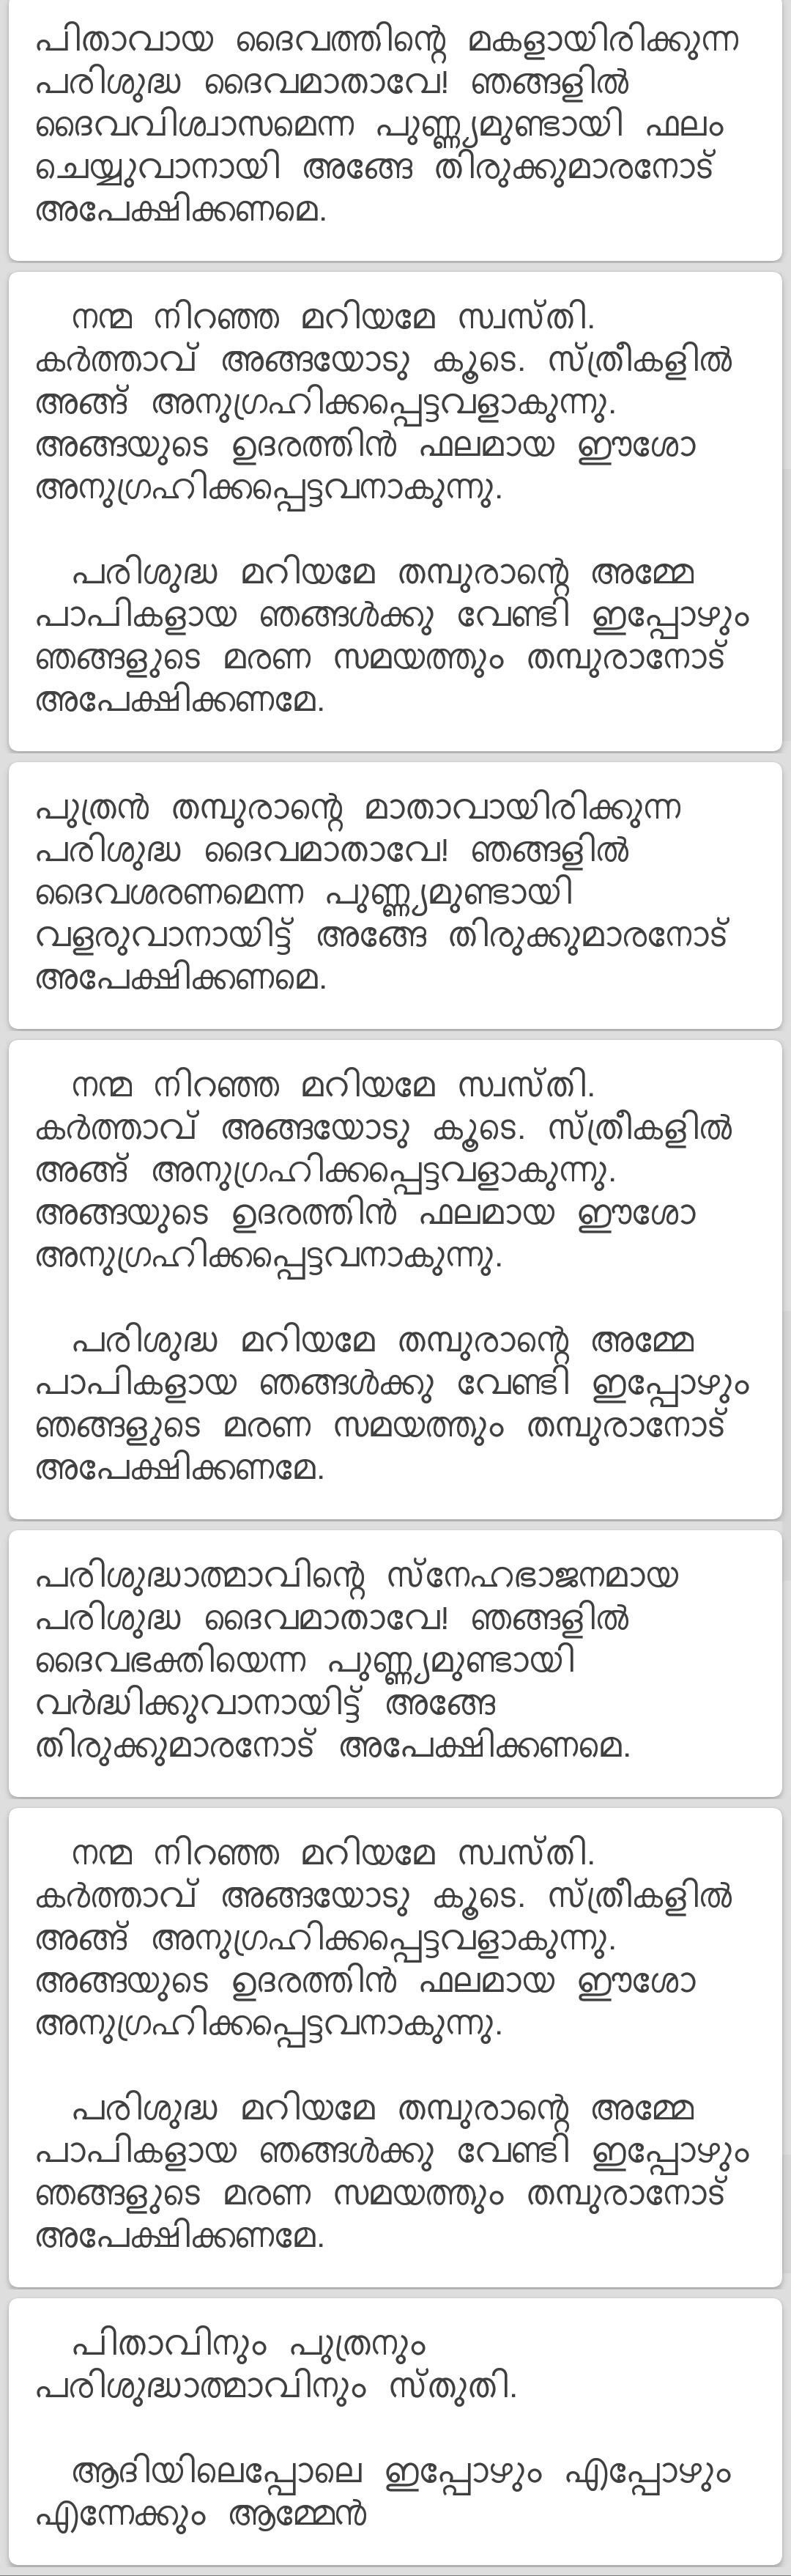 പിതാവായ ദൈവത്തിന്റെ മകളായിരിക്കുന്ന
പരിശുദ്ധ ദൈവമാതാവേ! ഞങ്ങളിൽ
ദൈവവിശ്വാസമെന്ന പുണ്ണ്യമുണ്ടായി ഫലം
ചെയ്യുവാനായി അങ്ങേ തിരുക്കുമാരനോട്
അപേക്ഷിക്കണമെ.
നന്മ നിറഞ്ഞ മറിയമേ സ്വസ്തി.
കർത്താവ് അങ്ങയോടു കൂടെ. സ്ത്രീകളിൽ
അങ്ങ് അനുഗ്രഹിക്കപ്പെട്ടവളാകുന്നു.
അങ്ങയുടെ ഉദരത്തിൻ ഫലമായ ഈശോ
അനുഗ്രഹിക്കപ്പെട്ടവനാകുന്നു.
പരിശുദ്ധ മറിയമേ തമ്പുരാന്റെ അമ്മേ
പാപികളായ ഞങ്ങൾക്കു വേണ്ടി ഇപ്പോഴും
ഞങ്ങളുടെ മരണ സമയത്തും തമ്പുരാനോട്
അപേക്ഷിക്കണമേ.
പുത്രൻ തമ്പുരാന്റെ മാതാവായിരിക്കുന്ന
പരിശുദ്ധ ദൈവമാതാവേ! ഞങ്ങളിൽ
ദൈവശരണമെന്ന പുണ്ണ്യമുണ്ടായി
വളരുവാനായിട്ട് അങ്ങേ തിരുക്കുമാരനോട്
അപേക്ഷിക്കണമെ.
നന്മ നിറഞ്ഞ മറിയമേ സ്വസ്തി.
കർത്താവ് അങ്ങയോടു കൂടെ. സ്ത്രീകളിൽ
അങ്ങ് അനുഗ്രഹിക്കപ്പെട്ടവളാകുന്നു.
അങ്ങയുടെ ഉദരത്തിൻ ഫലമായ ഈശോ
അനുഗ്രഹിക്കപ്പെട്ടവനാകുന്നു.
പരിശുദ്ധ മറിയമേ തമ്പുരാന്റെ അമ്മേ
പാപികളായ ഞങ്ങൾക്കു വേണ്ടി ഇപ്പോഴും
ഞങ്ങളുടെ മരണ സമയത്തും തമ്പുരാനോട്
അപേക്ഷിക്കണമേ.
പരിശുദ്ധാത്മാവിന്റെ സ്നേഹഭാജനമായ
പരിശുദ്ധ ദൈവമാതാവേ! ഞങ്ങളിൽ
ദൈവഭക്തിയെന്ന പുണ്ണ്യമുണ്ടായി
വർദ്ധിക്കുവാനായിട്ട് അങ്ങേ
തിരുക്കുമാരനോട് അപേക്ഷിക്കണമെ.
നന്മ നിറഞ്ഞ മറിയമേ സ്വസ്തി.
കർത്താവ് അങ്ങയോടു കൂടെ. സ്ത്രീകളിൽ
അങ്ങ് അനുഗ്രഹിക്കപ്പെട്ടവളാകുന്നു.
അങ്ങയുടെ ഉദരത്തിൻ ഫലമായ ഈശോ
അനുഗ്രഹിക്കപ്പെട്ടവനാകുന്നു.
പരിശുദ്ധ മറിയമേ തമ്പുരാന്റെ അമ്മേ
പാപികളായ ഞങ്ങൾക്കു വേണ്ടി ഇപ്പോഴും
ഞങ്ങളുടെ മരണ സമയത്തും തമ്പുരാനോട്
അപേക്ഷിക്കണമേ.
പിതാവിനും പുത്രനും
പരിശുദ്ധാത്മാവിനും സ്തുതി.
ആദിയിലെപ്പോലെ ഇപ്പോഴും എപ്പോഴും
എന്നേക്കും ആമ്മേൻ